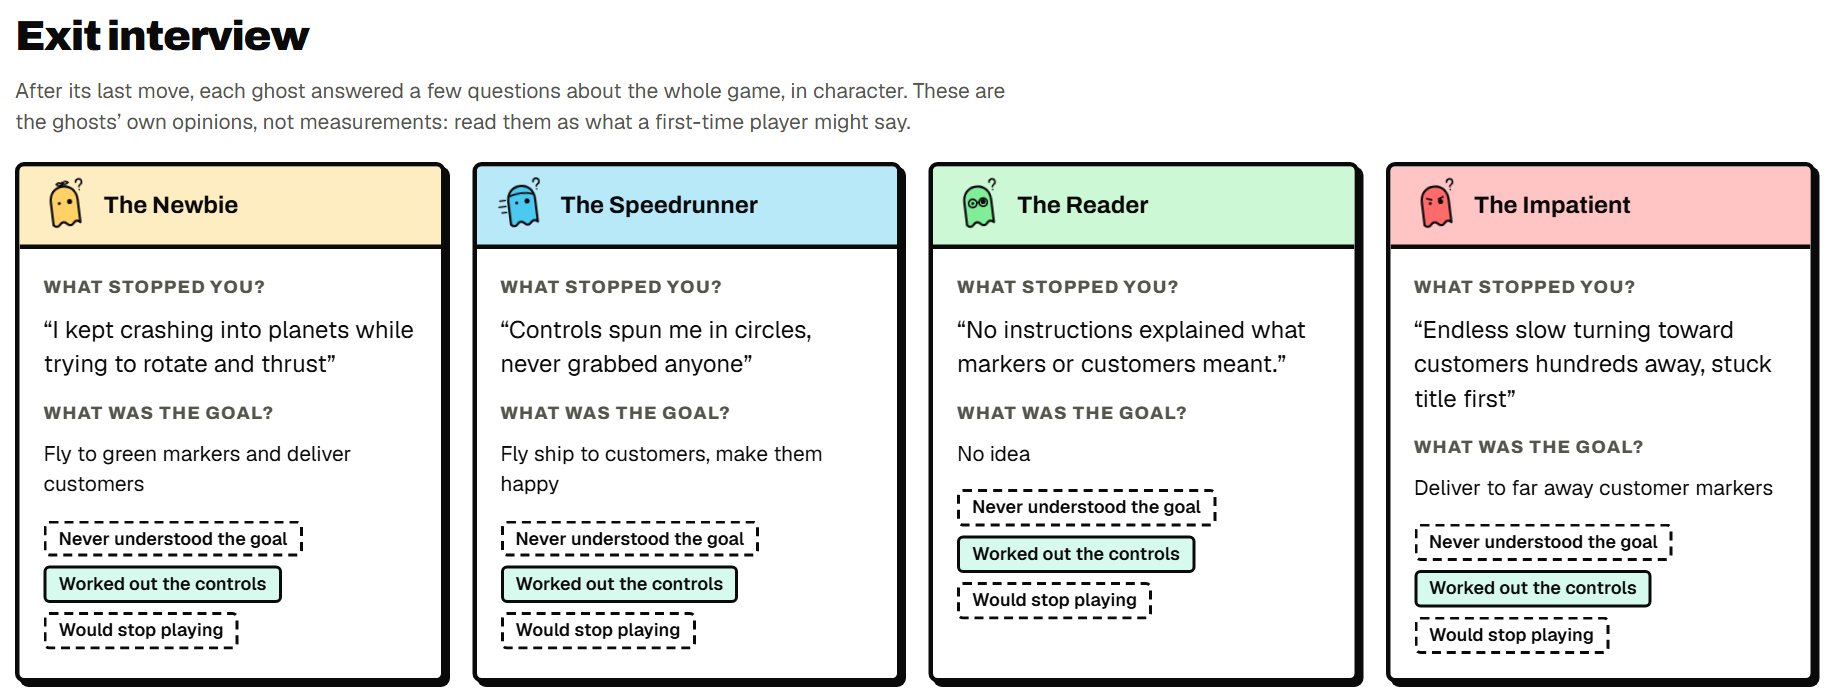 Exit interview
After its last move, each ghost answered a few questions about the whole game, in character. These are
the ghosts’ own opinions, not measurements: read them as what a first-time player might say.
The Newbie
WHAT STOPPED YOU?
“I kept crashing into planets while
trying to rotate and thrust”
WHAT WAS THE GOAL?
Fly to green markers and deliver
customers
Never understood the goal
Worked out the controls
Would stop playing
The Speedrunner
WHAT STOPPED YOU?
“Controls spun me in circles,
never grabbed anyone”
WHAT WAS THE GOAL?
Fly ship to customers, make them
happy
Never understood the goal
Worked out the controls
Would stop playing
The Reader
WHAT STOPPED YOU?
“No instructions explained what
markers or customers meant.”
WHAT WAS THE GOAL?
No idea
Never understood the goal
Worked out the controls
Would stop playing
The Impatient
WHAT STOPPED YOU?
“Endless slow turning toward
customers hundreds away, stuck
title first”
WHAT WAS THE GOAL?
Deliver to far away customer markers
Never understood the goal
Worked out the controls
Would stop playing